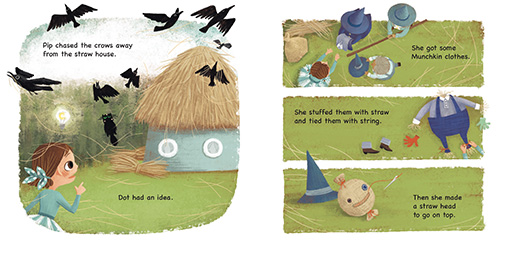 Pip chased the crows away
from the straw house.
Dot had an idea.
She got some
Munchkin clothes.
She stuffed them with straw
and tied them with string.
Then she made
a straw head
to go on top.